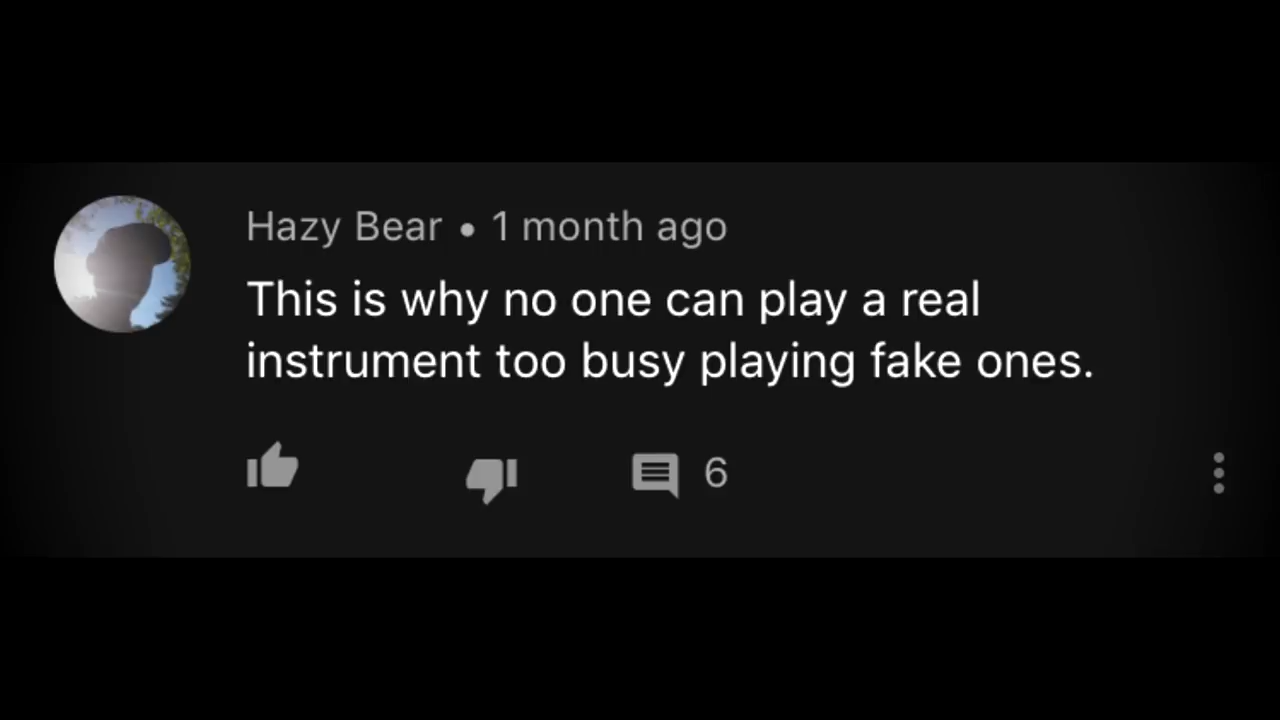 Hazy Bear • 1 month ago
This is why no one can play a real
instrument too busy playing fake ones.
6